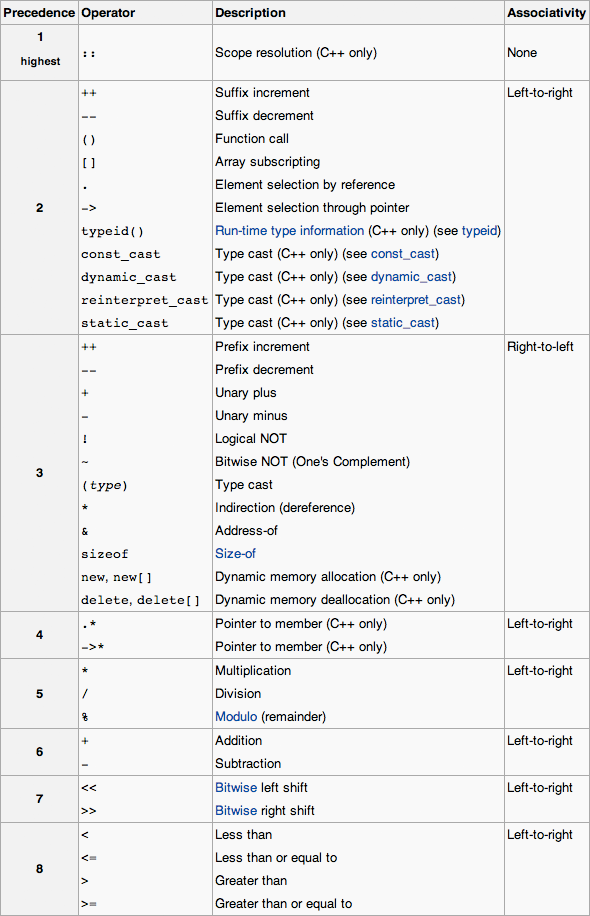 Precedence Operator Description Associativity
1
highest
:: Scope resolution (C++ only) None
2
++ Suffix increment Left-to-right
-- Suffix decrement
() Function call
[] Array subscripting
. Element selection by reference
-> Element selection through pointer
typeid() Run-time type information (C++ only) (see typeid)
const_cast Type cast (C++ only) (see const_cast)
dynamic_cast Type cast (C++ only) (see dynamic_cast)
reinterpret_cast Type cast (C++ only) (see reinterpret_cast)
static_cast Type cast (C++ only) (see static_cast)
3
++ Prefix increment Right-to-left
-- Prefix decrement
+ Unary plus
- Unary minus
! Logical NOT
~ Bitwise NOT (One's Complement)
(type) Type cast
* Indirection (dereference)
& Address-of
sizeof Size-of
new, new[] Dynamic memory allocation (C++ only)
delete, delete[] Dynamic memory deallocation (C++ only)
4
.* Pointer to member (C++ only) Left-to-right
->* Pointer to member (C++ only)
5
* Multiplication Left-to-right
/ Division
% Modulo (remainder)
6
+ Addition Left-to-right
- Subtraction
7
<< Bitwise left shift Left-to-right
>> Bitwise right shift
8
< Less than Left-to-right
<= Less than or equal to
> Greater than
>= Greater than or equal to